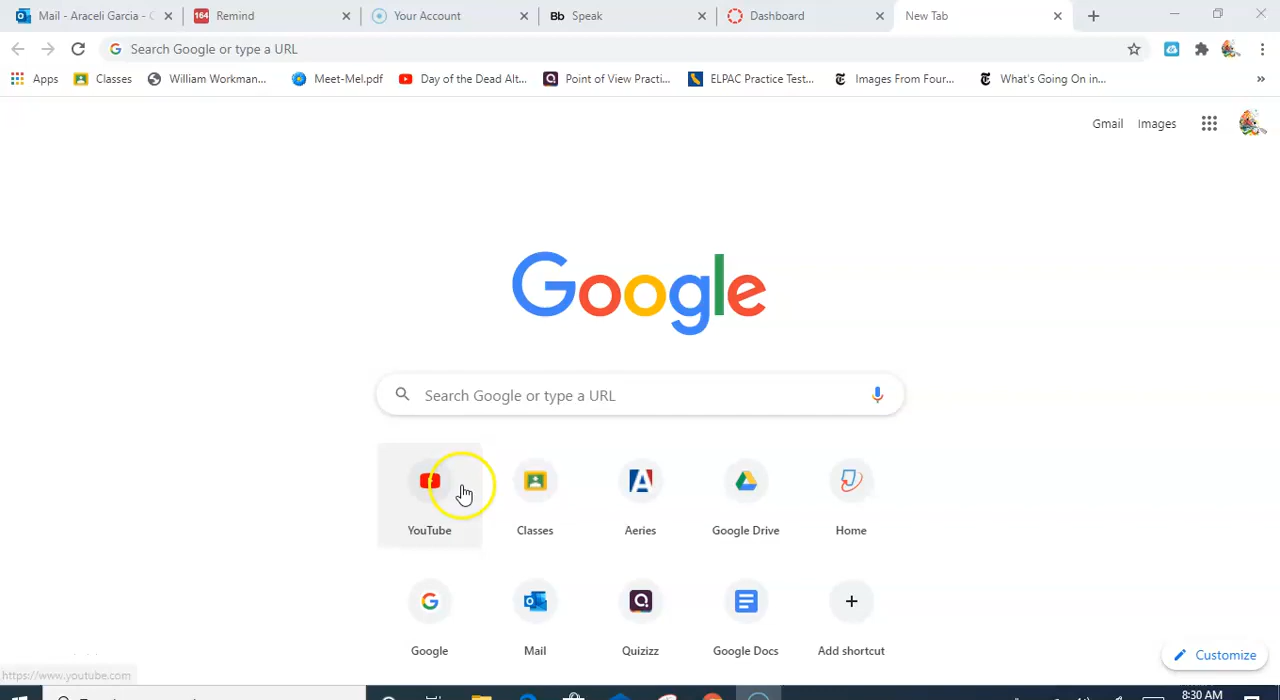 Mail - Araceli Garcia - C
164 Remind
Your Account
Bb Speak
Dashboard
New Tab
Search Google or type a URL
Apps
Classes
William Workman...
Meet-Mel.pdf
Day of the Dead Alt...
Point of View Practi...
ELPAC Practice Test...
Images From Four...
What's Going On in...
»
Gmail Images
Google
Search Google or type a URL
YouTube
Classes
Aeries
Google Drive
Home
Google
Mail
Quizizz
Google Docs
Add shortcut
Customize
https://www.youtube.com
8:30 AM